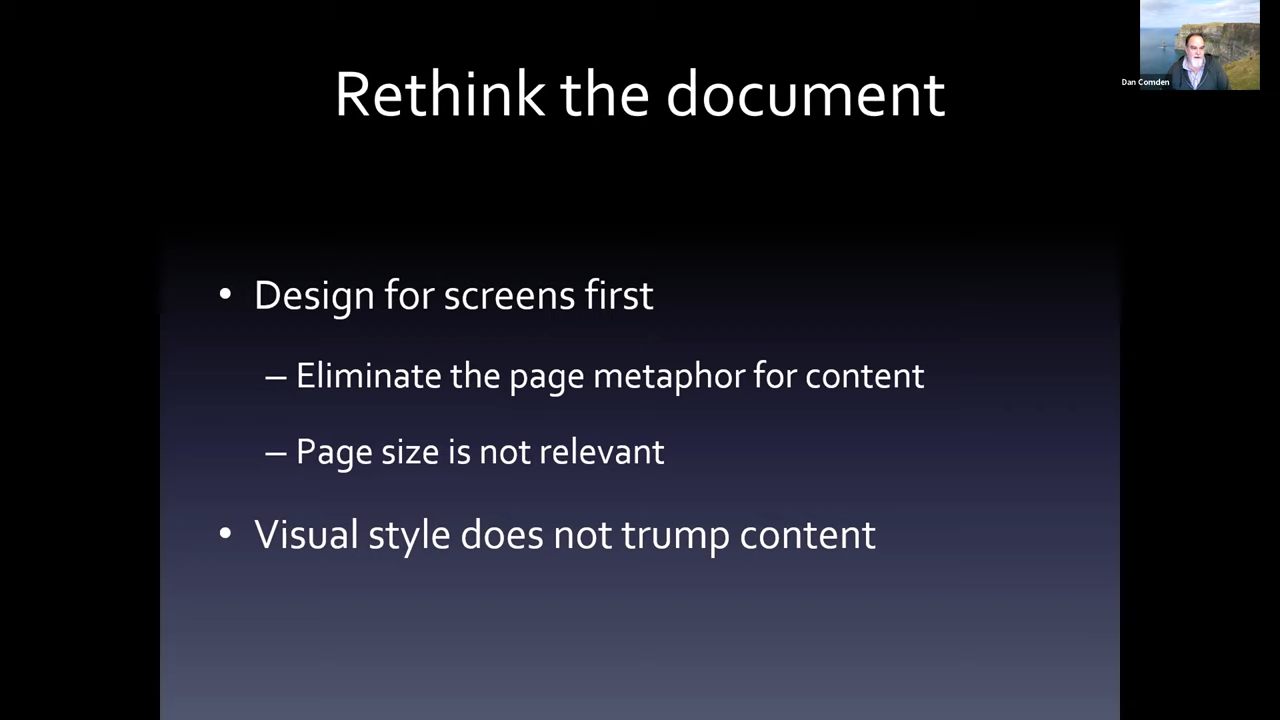 Rethink the document
Dan Comden
• Design for screens first
– Eliminate the page metaphor for content
– Page size is not relevant
• Visual style does not trump content